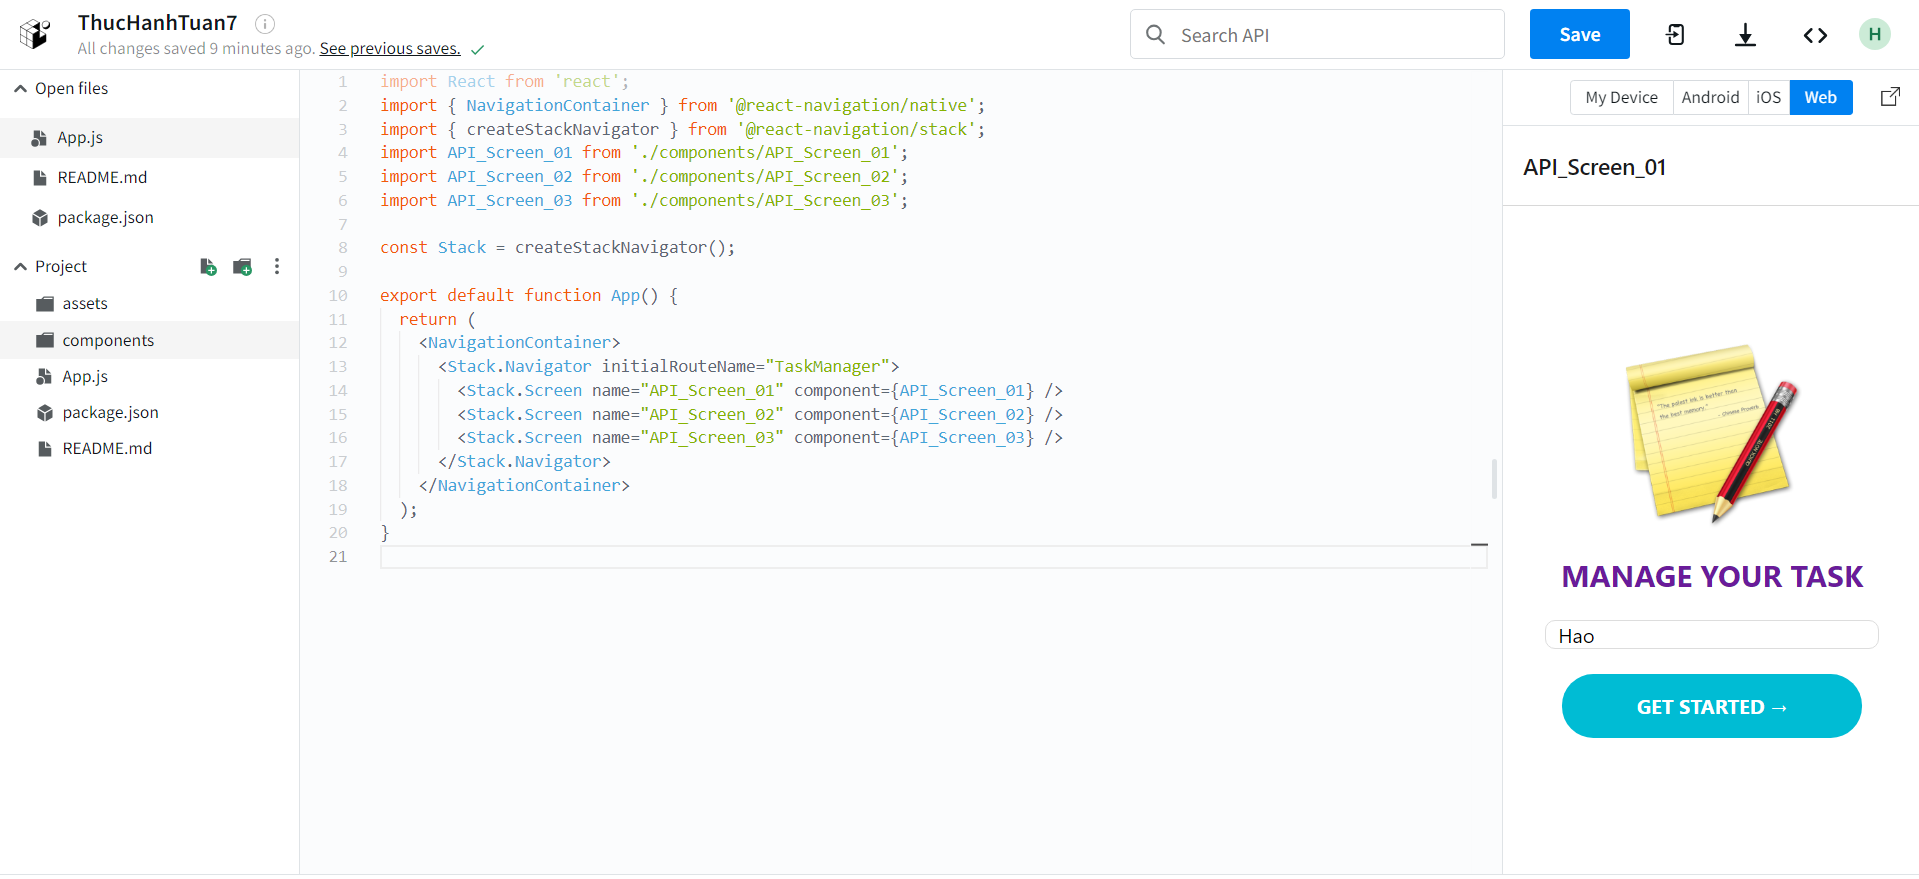 ThucHanhTuan7
All changes saved 9 minutes ago. See previous saves.
Search API
Save
H
Open files
App.js
README.md
package.json
Project
assets
components
App.js
package.json
README.md
1 import React from 'react';
2 import { NavigationContainer } from '@react-navigation/native';
3 import { createStackNavigator } from '@react-navigation/stack';
4 import API_Screen_01 from './components/API_Screen_01';
5 import API_Screen_02 from './components/API_Screen_02';
6 import API_Screen_03 from './components/API_Screen_03';
7
8 const Stack = createStackNavigator();
9
10 export default function App() {
11 return (
12 <NavigationContainer>
13 <Stack.Navigator initialRouteName="TaskManager">
14 <Stack.Screen name="API_Screen_01" component={API_Screen_01} />
15 <Stack.Screen name="API_Screen_02" component={API_Screen_02} />
16 <Stack.Screen name="API_Screen_03" component={API_Screen_03} />
17 </Stack.Navigator>
18 </NavigationContainer>
19 );
20 }
21
My Device Android iOS Web
API_Screen_01
"The palest ink is better than
the best memory."
- Chinese Proverb
MANAGE YOUR TASK
Hao
GET STARTED →